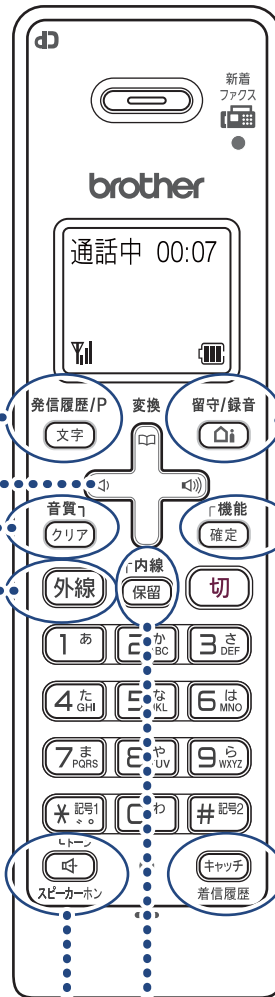 新着
ファクス
brother
通話中 00:07
発信履歴/P 変換 留守/録音
文字
音質 機能
クリア 確定
内線
外線 保留 切
1 あ 2 か BC 3 さ DEF
4 た GHI 5 な KL 6 は MNO
7 ま PQRS 8 や UV 9 ら WXYZ
* 記号1 ゛゜ 0 わ # 記号2
トーン
キャッチ
スピーカーホン 着信履歴